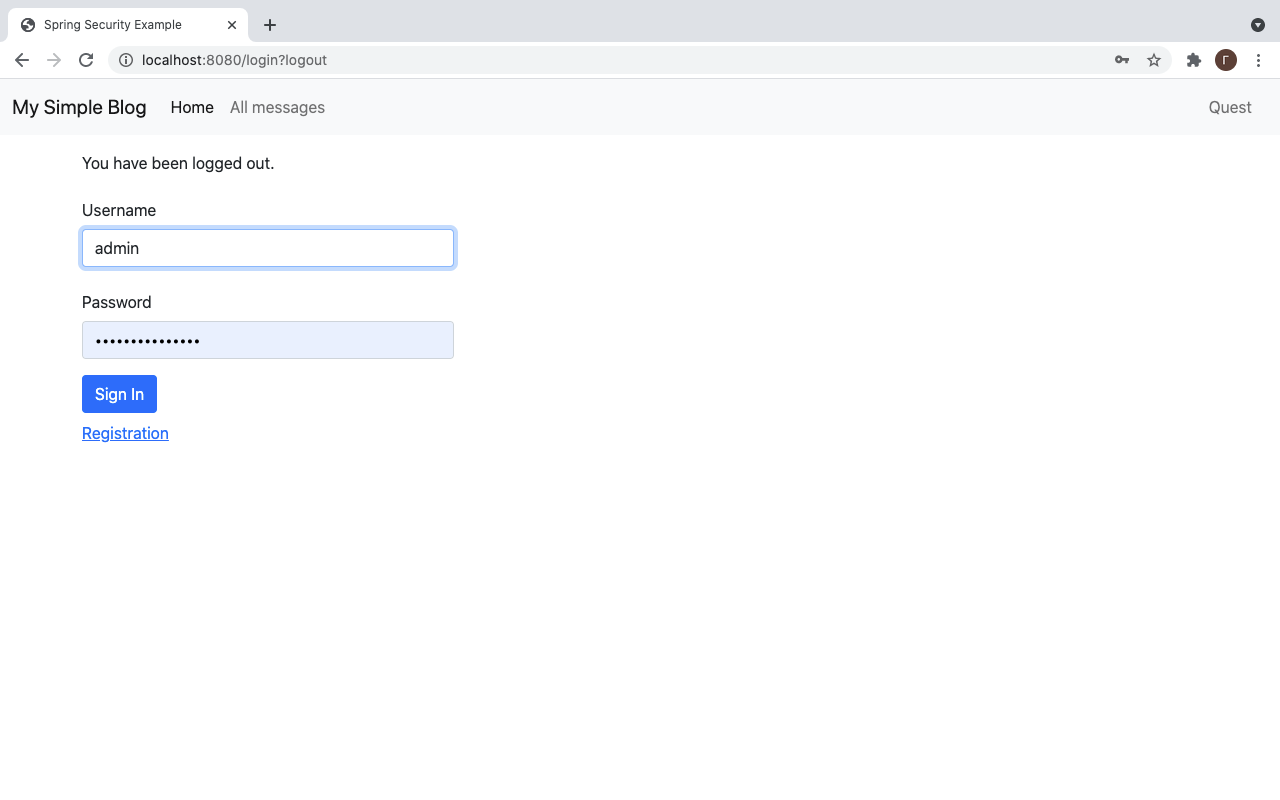 Spring Security Example
localhost:8080/login?logout
Г
My Simple Blog Home All messages Quest
You have been logged out.
Username
admin
Password
•••••••••••••••
Sign In
Registration